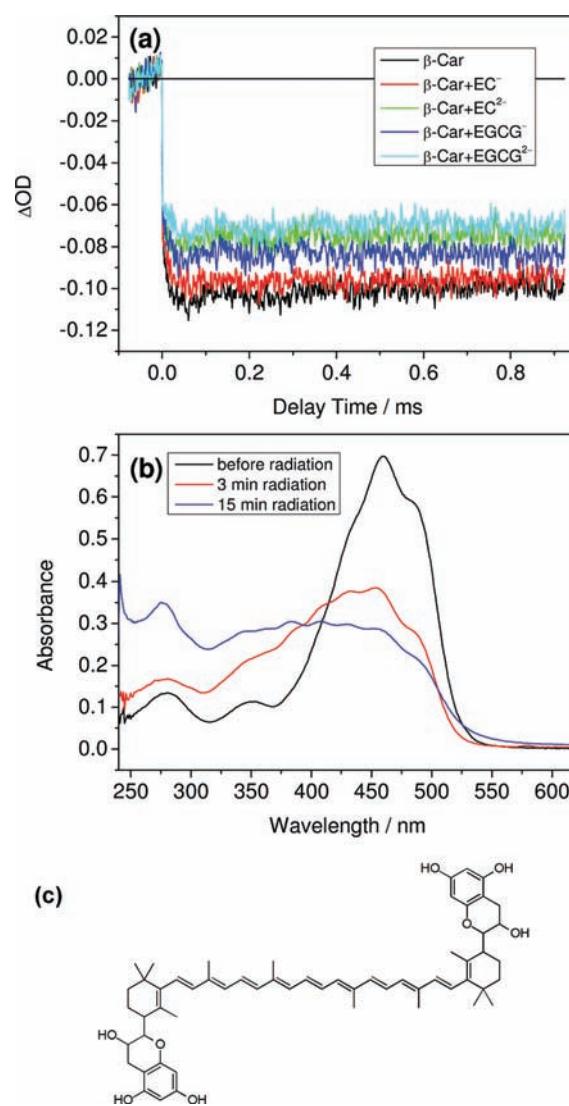 (a)
0.02
0.00
-0.02
-0.04
-0.06
-0.08
-0.10
-0.12
ΔOD
β-Car
β-Car+EC⁻
β-Car+EC²⁻
β-Car+EGCG⁻
β-Car+EGCG²⁻
0.0 0.2 0.4 0.6 0.8
Delay Time / ms
(b)
0.7
0.6
0.5
0.4
0.3
0.2
0.1
0.0
Absorbance
before radiation
3 min radiation
15 min radiation
250 300 350 400 450 500 550 600
Wavelength / nm
(c)
HO OH
O
OH
HO O
OH OH